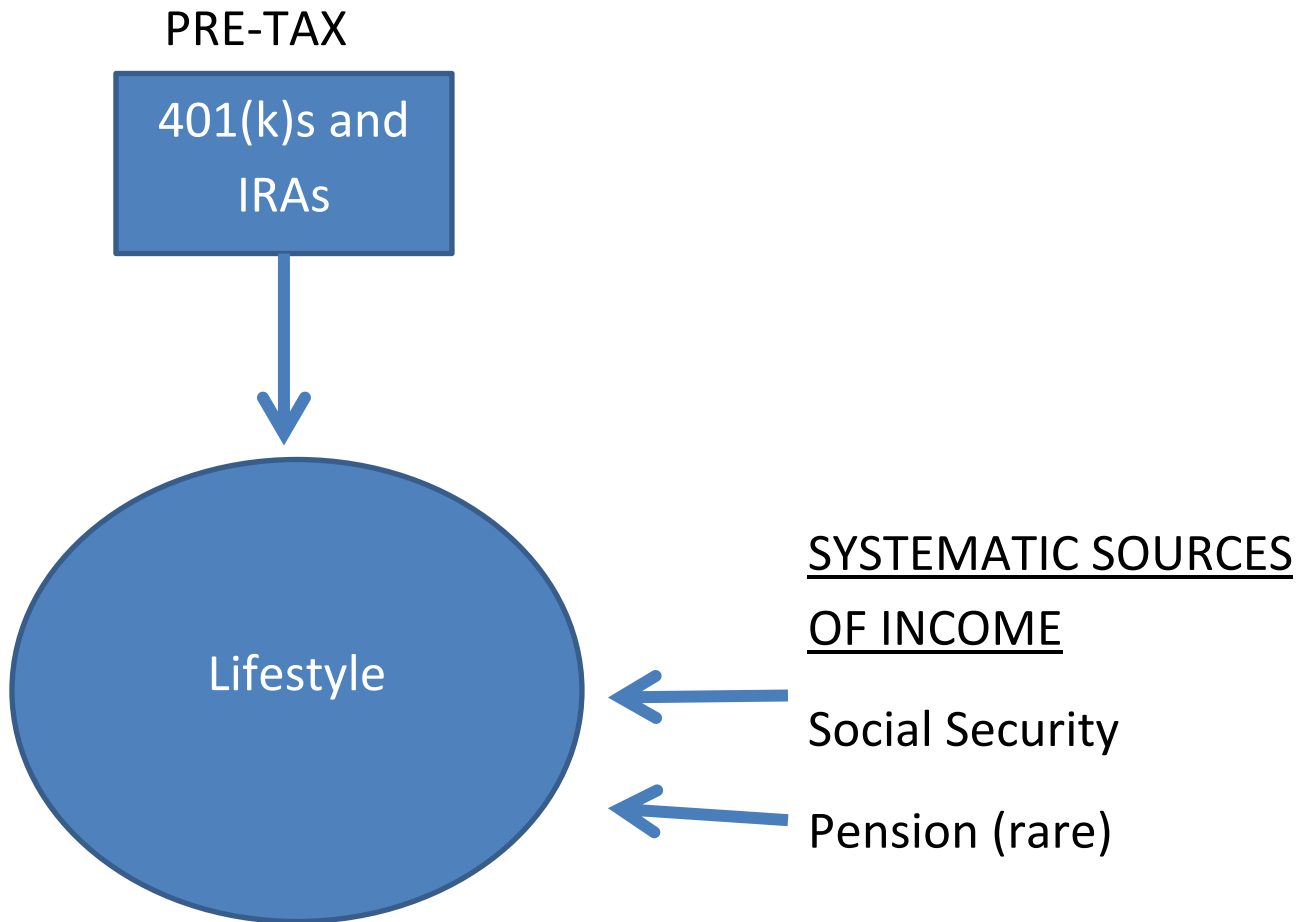 PRE-TAX
401(k)s and
IRAs
Lifestyle
SYSTEMATIC SOURCES
OF INCOME
Social Security
Pension (rare)